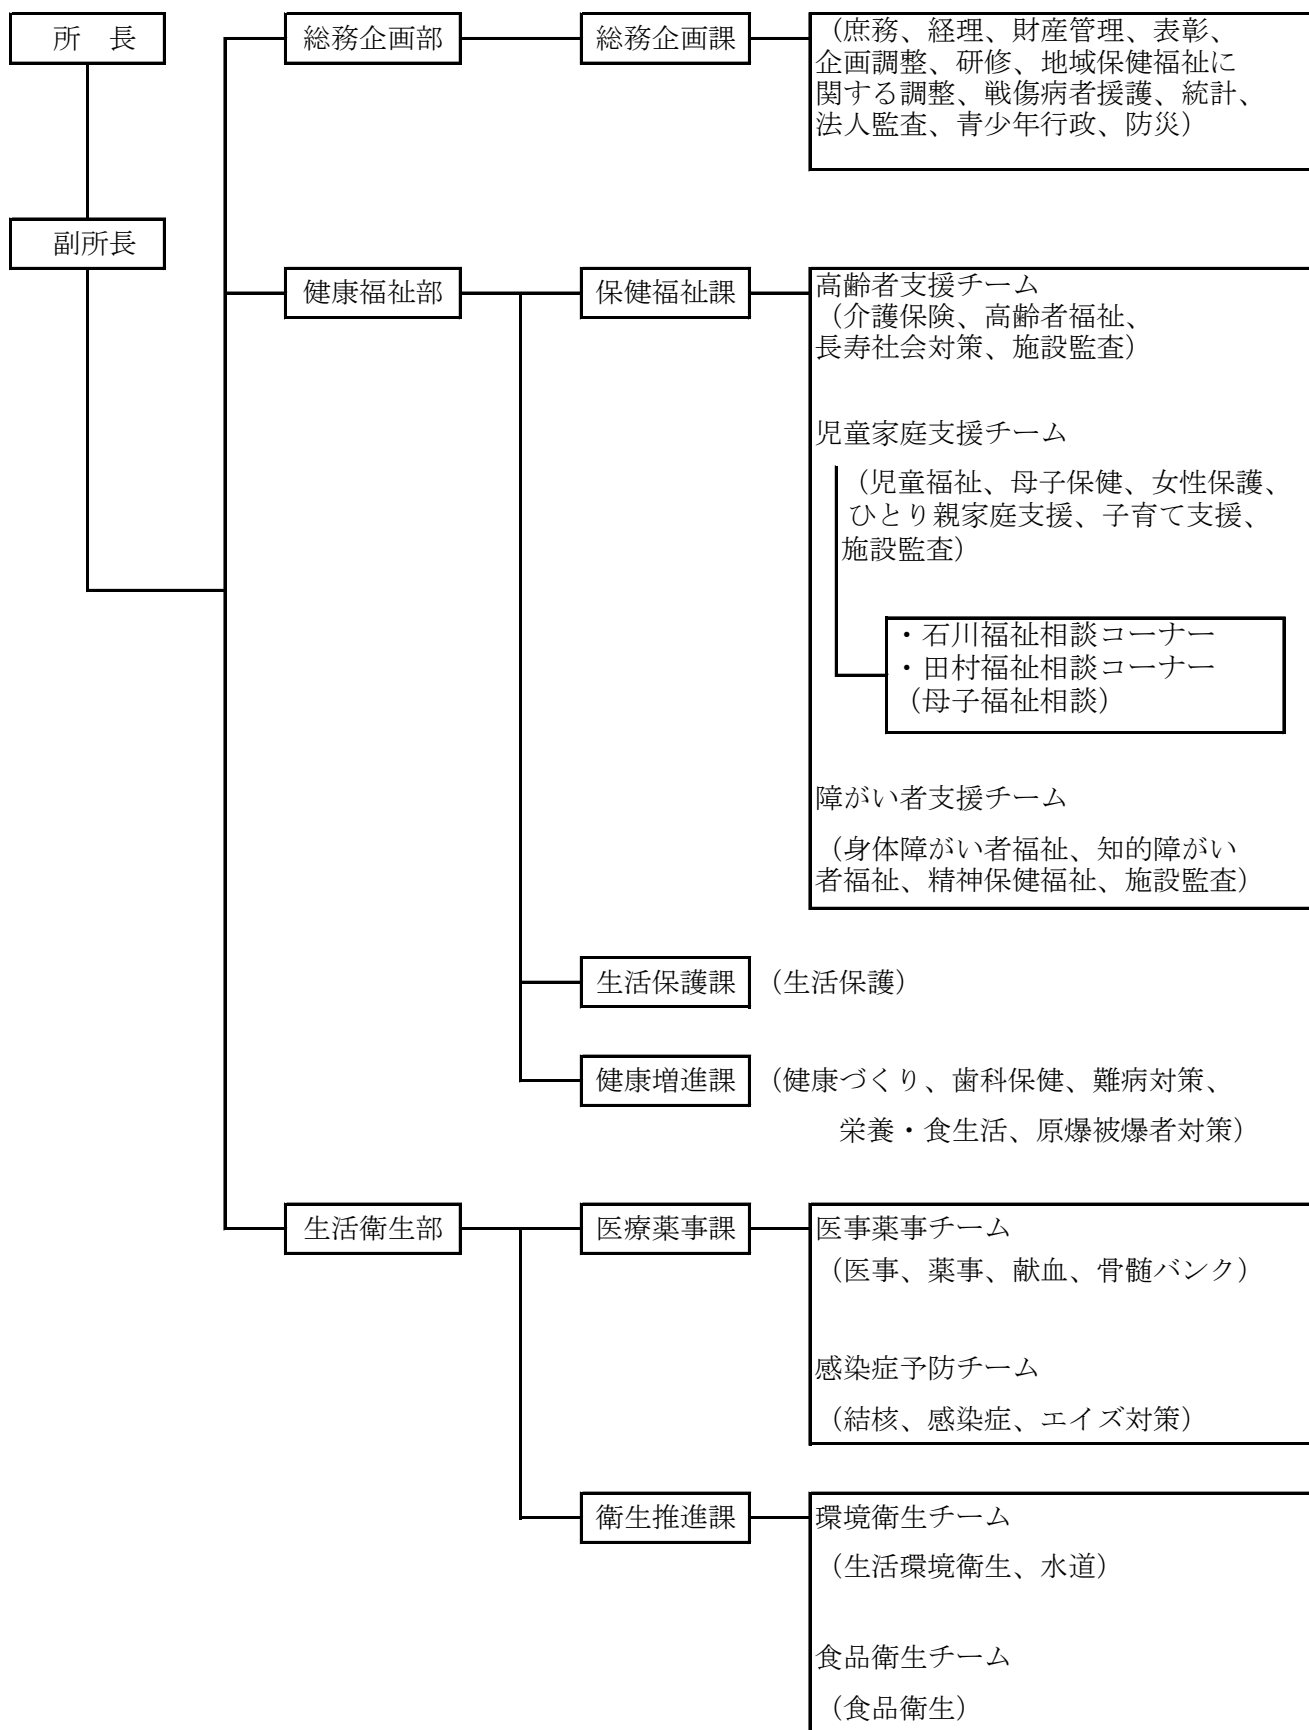 所　長
副所長
総務企画部
総務企画課
（庶務、経理、財産管理、表彰、
企画調整、研修、地域保健福祉に
関する調整、戦傷病者援護、統計、
法人監査、青少年行政、防災）
健康福祉部
保健福祉課
高齢者支援チーム
（介護保険、高齢者福祉、
長寿社会対策、施設監査）
児童家庭支援チーム
（児童福祉、母子保健、女性保護、
ひとり親家庭支援、子育て支援、
施設監査）
・石川福祉相談コーナー
・田村福祉相談コーナー
（母子福祉相談）
障がい者支援チーム
（身体障がい者福祉、知的障がい
者福祉、精神保健福祉、施設監査）
生活保護課
（生活保護）
健康増進課
（健康づくり、歯科保健、難病対策、
栄養・食生活、原爆被爆者対策）
生活衛生部
医療薬事課
医事薬事チーム
（医事、薬事、献血、骨髄バンク）
感染症予防チーム
（結核、感染症、エイズ対策）
衛生推進課
環境衛生チーム
（生活環境衛生、水道）
食品衛生チーム
（食品衛生）